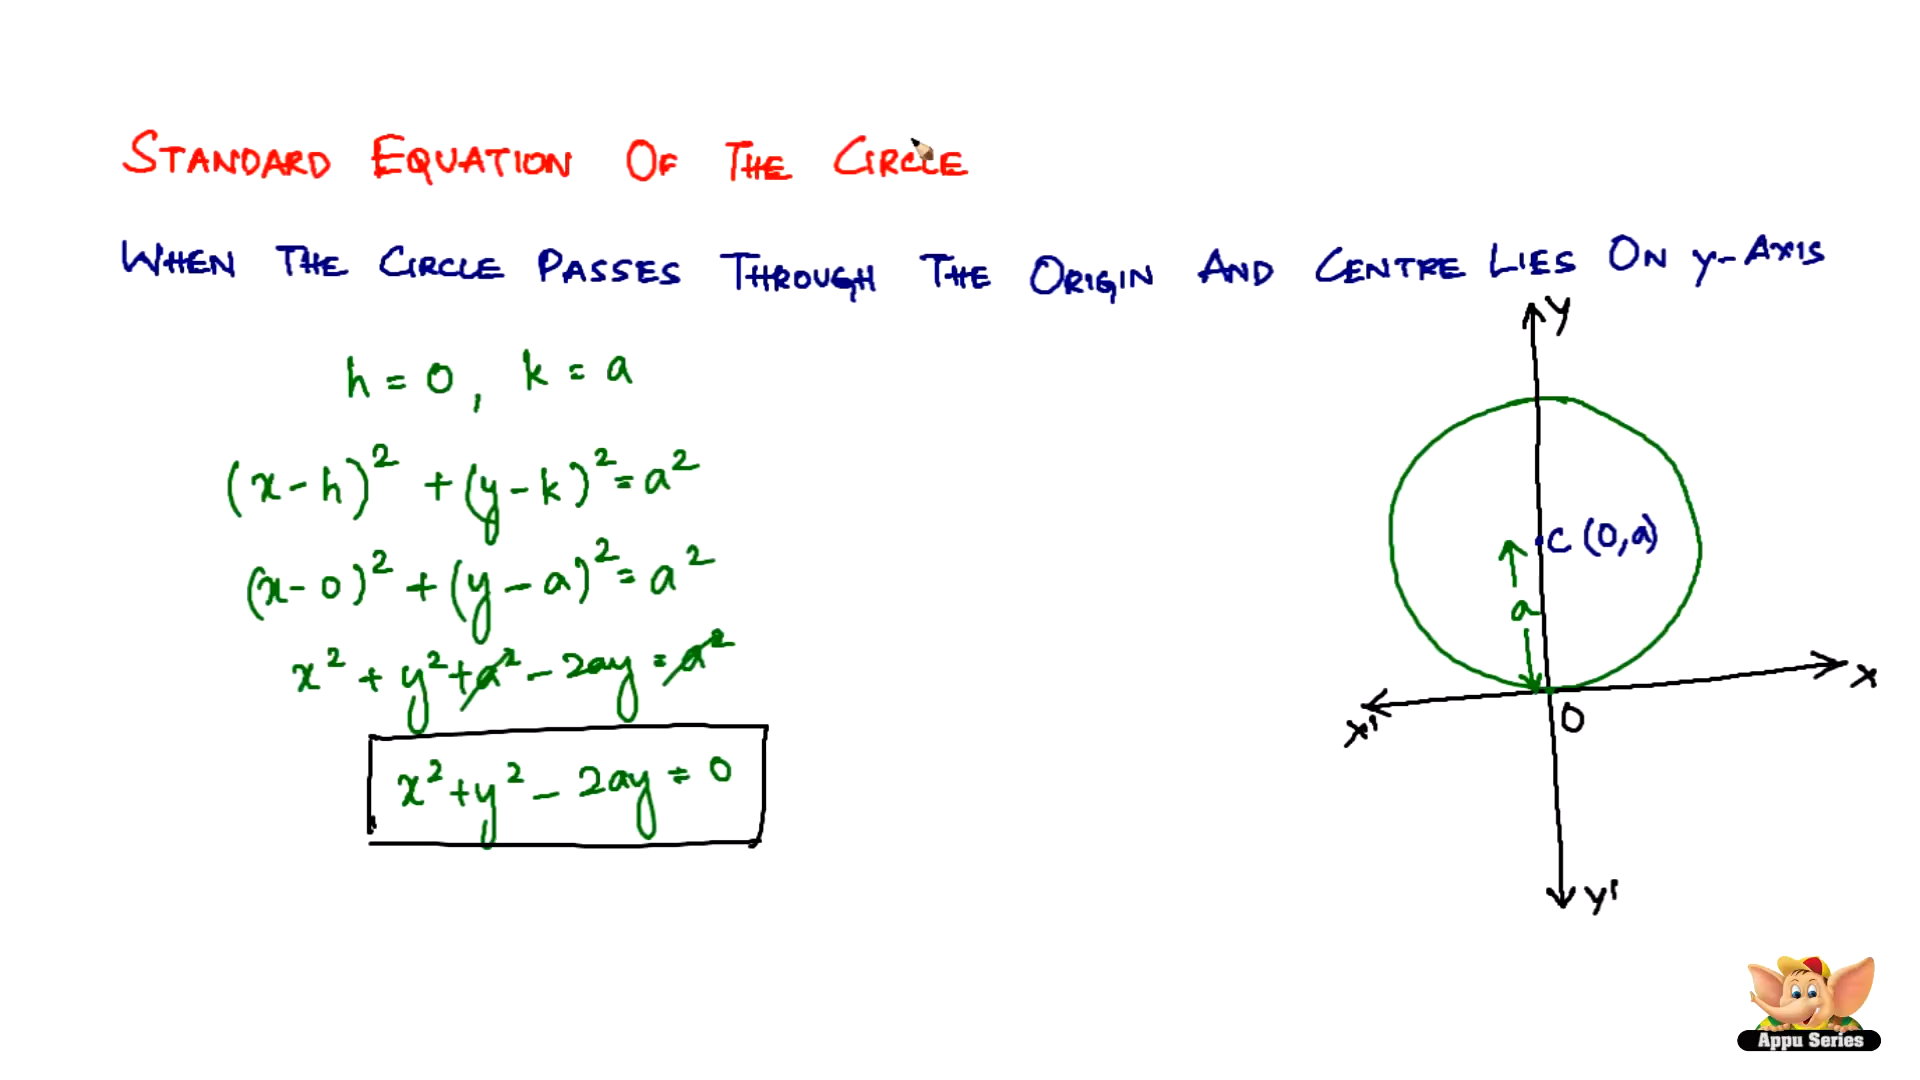 STANDARD EQUATION OF THE CIRCLE
WHEN THE CIRCLE PASSES THROUGH THE ORIGIN AND CENTRE LIES ON y-AXIS
h = 0, k = a
(x-h)² + (y-k)² = a²
(x-0)² + (y-a)² = a²
x² + y² + a² - 2ay = a²
x² + y² - 2ay = 0
y
C (0,a)
a
x
x'
O
y'
Appu Series